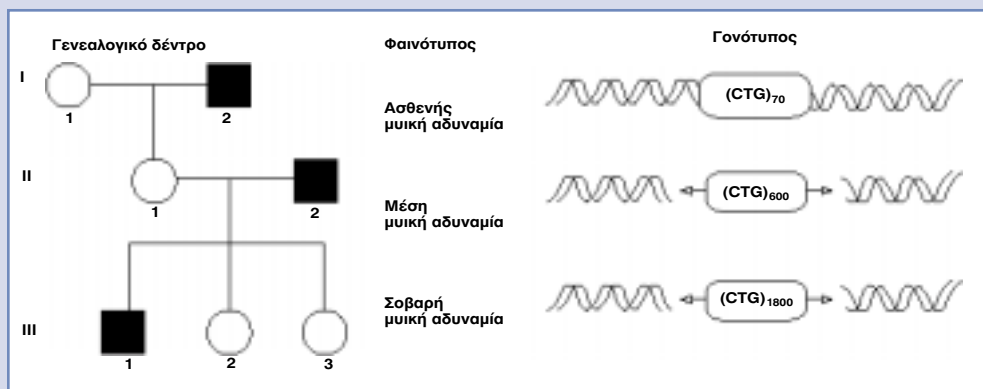 Γενεαλογικό δέντρο Φαινότυπος Γονότυπος
I
1 2
Ασθενής
μυική αδυναμία
(CTG)70
II
1 2
Μέση
μυική αδυναμία
(CTG)600
III
1 2 3
Σοβαρή
μυική αδυναμία
(CTG)1800